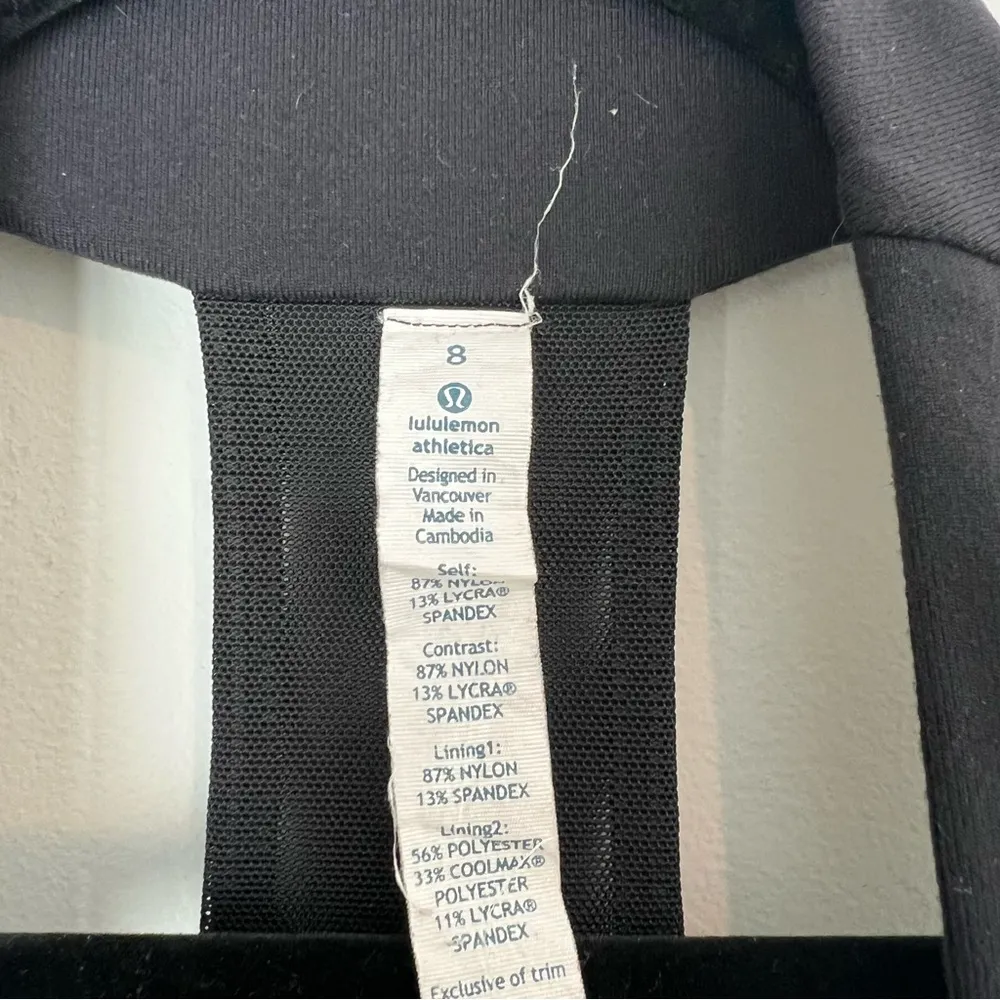 8
lululemon
athletica
Designed in
Vancouver
Made in
Cambodia
Self:
87% NYLON
13% LYCRA®
SPANDEX
Contrast:
87% NYLON
13% LYCRA®
SPANDEX
Lining1:
87% NYLON
13% SPANDEX
Lining2:
56% POLYESTER
33% COOLMAX®
POLYESTER
11% LYCRA®
SPANDEX
Exclusive of trim